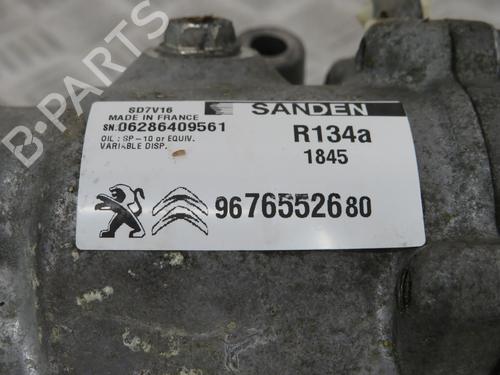 B-PARTS
SD7V16
MADE IN FRANCE
SN.06286409561
OIL : SP-10 or EQUIV.
VARIABLE DISP.
SANDEN
R134a
1845
9676552680